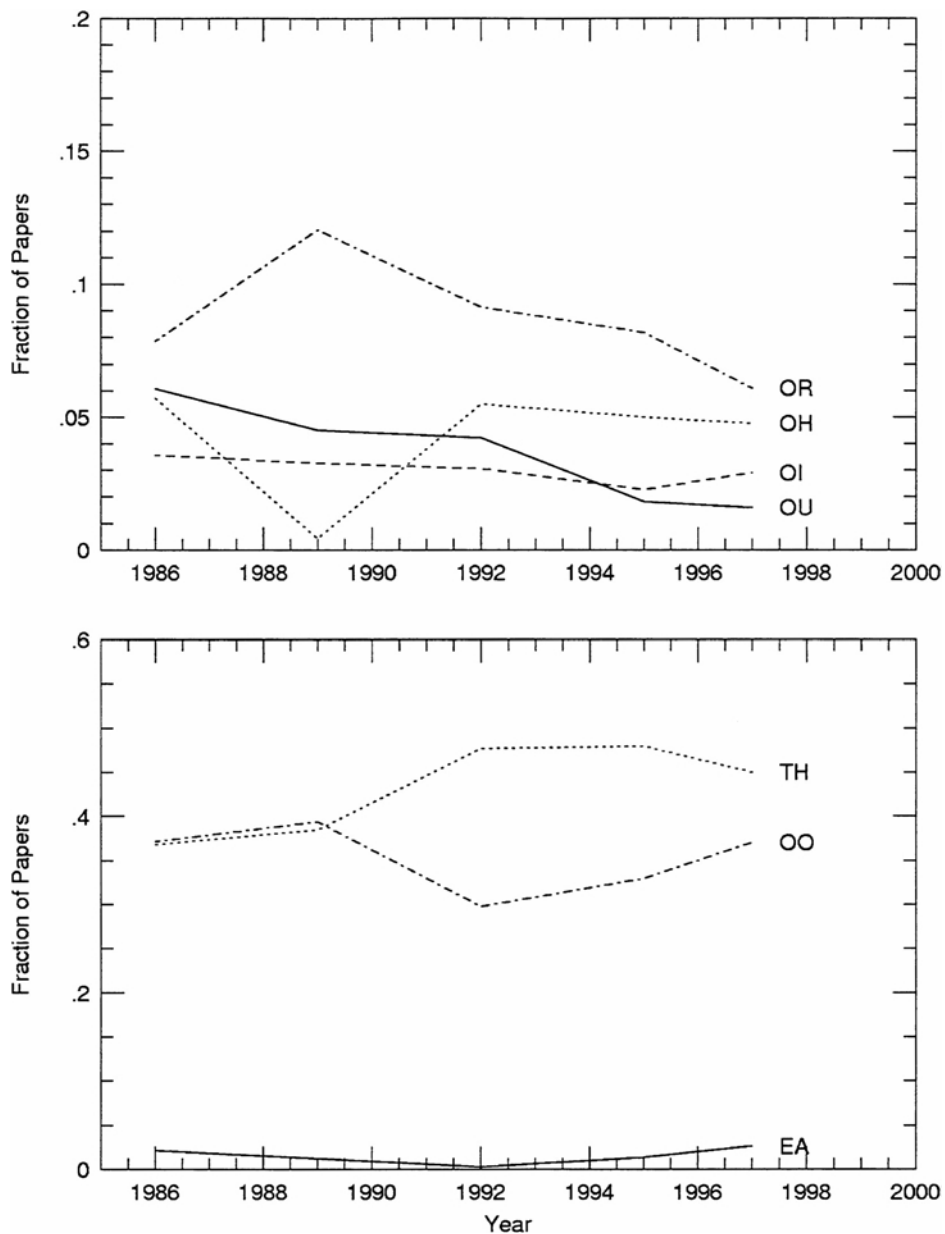 .2
.15
.1
.05
0
Fraction of Papers
OR
OH
OI
OU
1986 1988 1990 1992 1994 1996 1998 2000
.6
.4
.2
0
Fraction of Papers
TH
OO
EA
1986 1988 1990 1992 1994 1996 1998 2000
Year